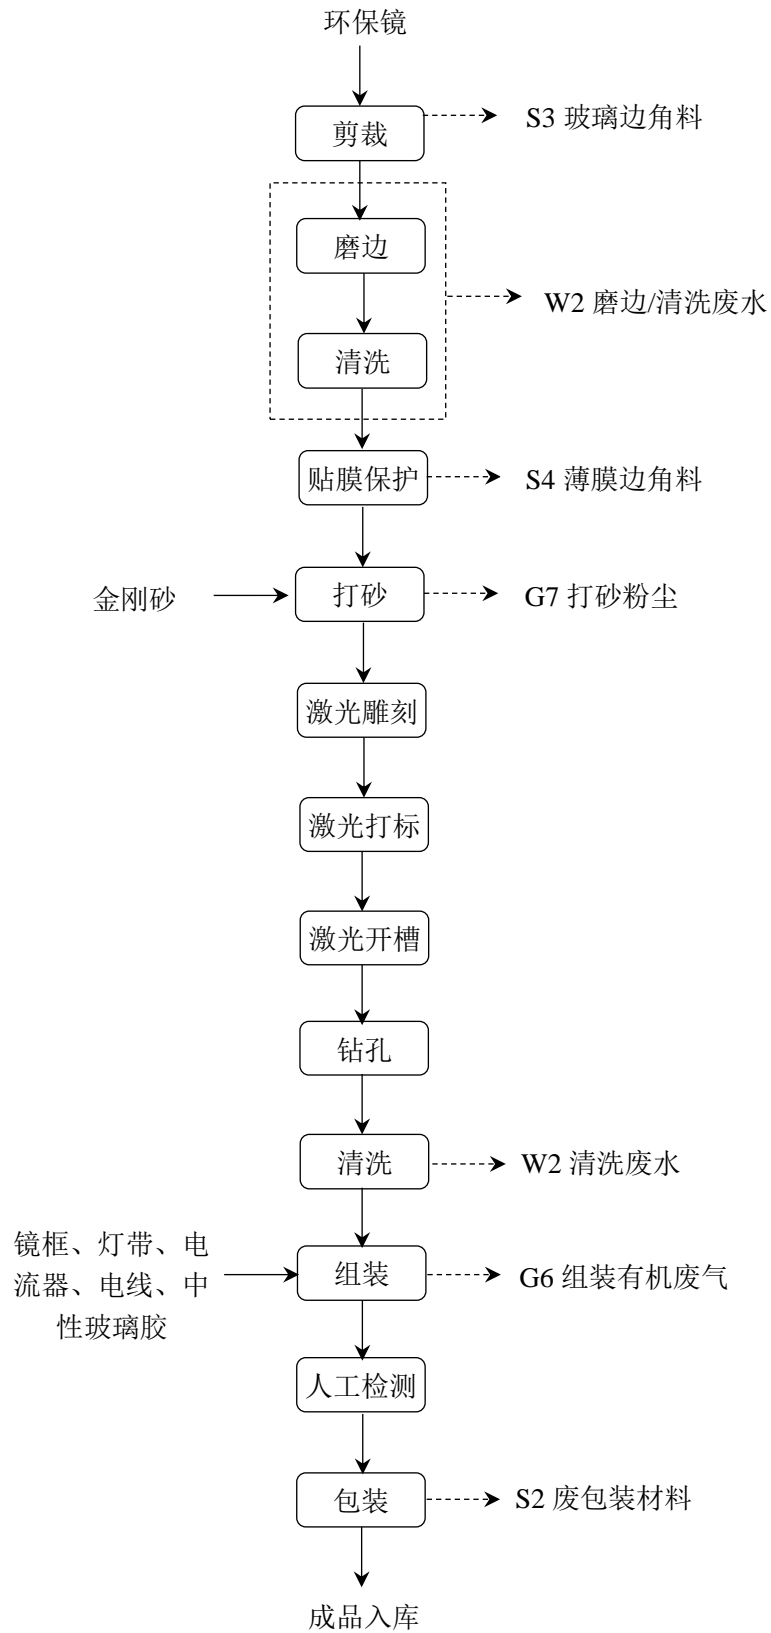 环保镜
剪裁
S3 玻璃边角料
磨边
W2 磨边/清洗废水
清洗
贴膜保护
S4 薄膜边角料
金刚砂
打砂
G7 打砂粉尘
激光雕刻
激光打标
激光开槽
钻孔
清洗
W2 清洗废水
镜框、灯带、电
流器、电线、中
性玻璃胶
组装
G6 组装有机废气
人工检测
包装
S2 废包装材料
成品入库